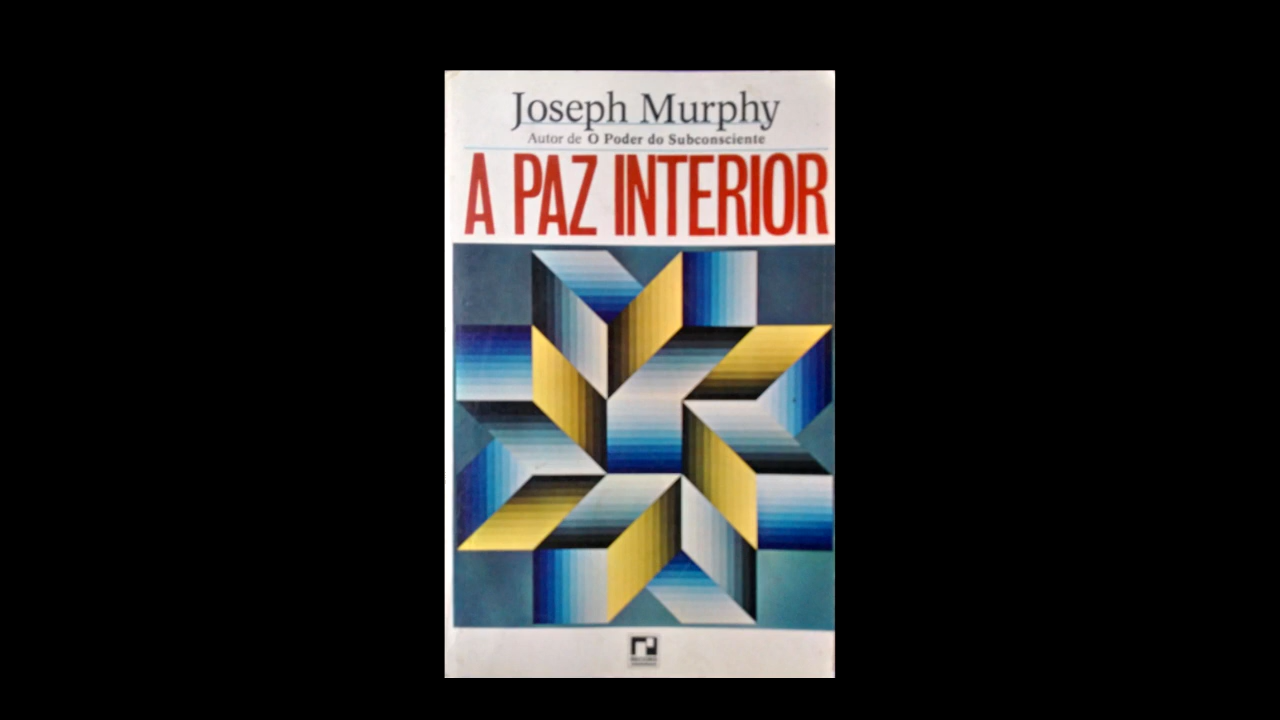 Joseph Murphy
Autor de O Poder do Subconsciente
A PAZ INTERIOR